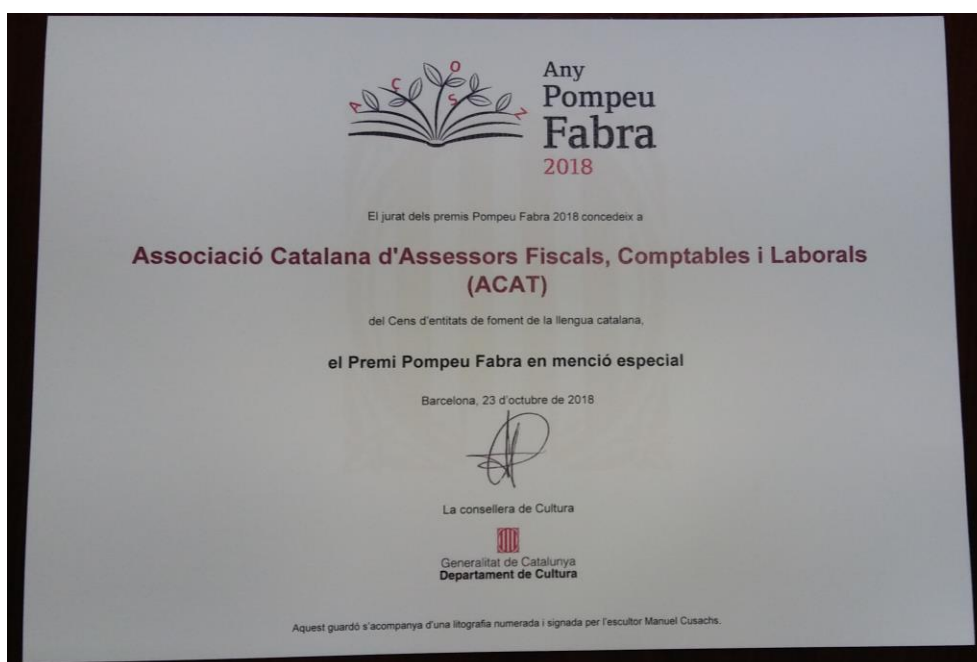 A Ç O S Z
Any
Pompeu
Fabra
2018
El jurat dels premis Pompeu Fabra 2018 concedeix a
Associació Catalana d'Assessors Fiscals, Comptables i Laborals
(ACAT)
del Cens d'entitats de foment de la llengua catalana,
el Premi Pompeu Fabra en menció especial
Barcelona, 23 d'octubre de 2018
La consellera de Cultura
Generalitat de Catalunya
Departament de Cultura
Aquest guardó s'acompanya d'una litografia numerada i signada per l'escultor Manuel Cusachs.